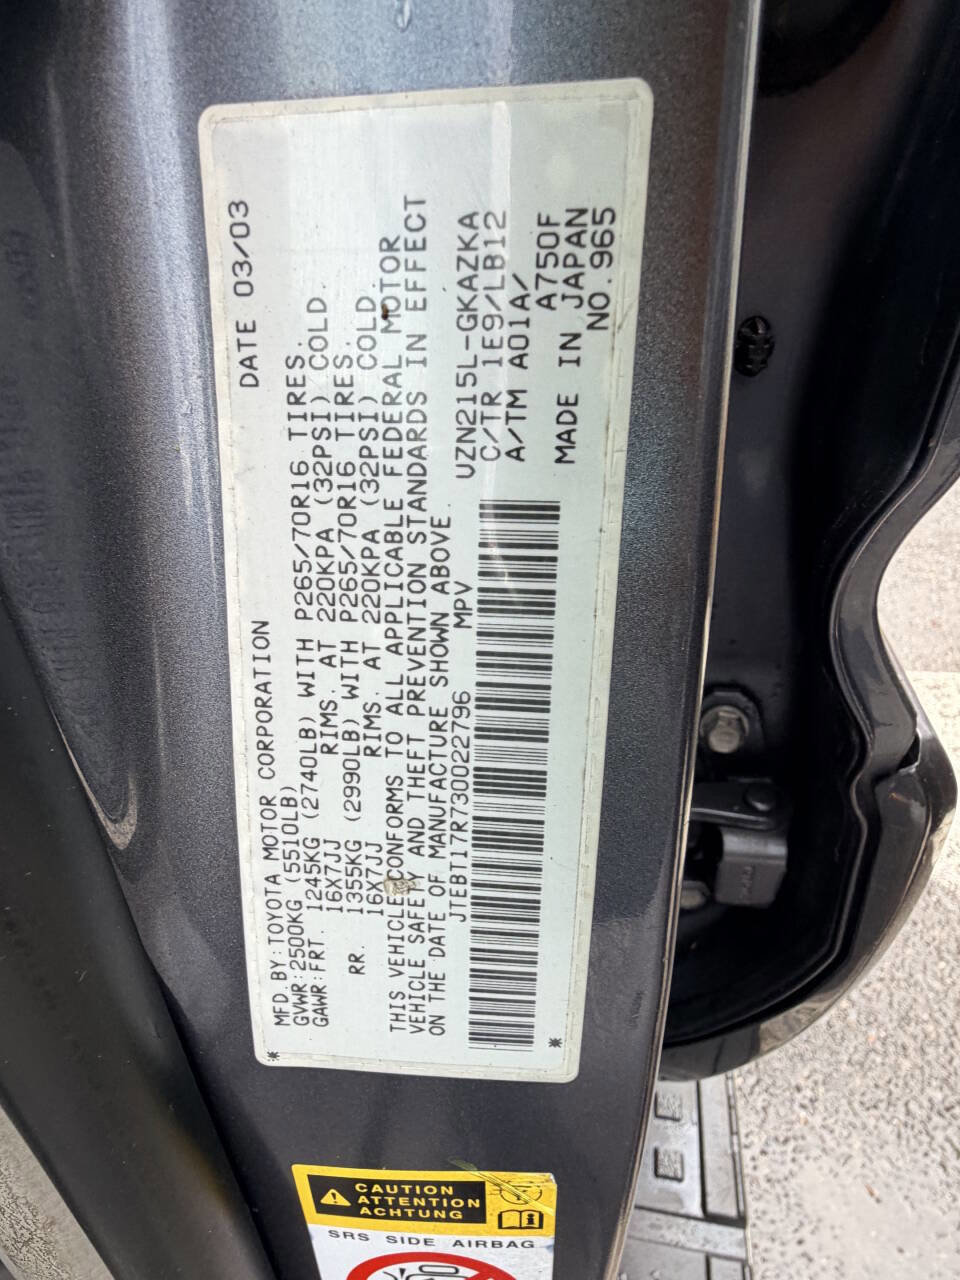 MFD. BY: TOYOTA MOTOR CORPORATION DATE 03/03
GVWR: 2500KG (5510LB)
GAWR: FRT. 1245KG (2740LB) WITH P265/70R16 TIRES.
16X7JJ RIMS. AT 220KPA (32PSI) COLD
RR. 1355KG (2990LB) WITH P265/70R16 TIRES.
16X7JJ RIMS. AT 220KPA (32PSI) COLD
THIS VEHICLE CONFORMS TO ALL APPLICABLE FEDERAL MOTOR
VEHICLE SAFETY AND THEFT PREVENTION STANDARDS IN EFFECT
ON THE DATE OF MANUFACTURE SHOWN ABOVE.
JTEBT17R730022796 MPV
UZN215L-GKAZKA
C/TR 1E9/LB12
A/TM A01A/
A750F
MADE IN JAPAN
NO.965
CAUTION
ATTENTION
ACHTUNG
SRS SIDE AIRBAG